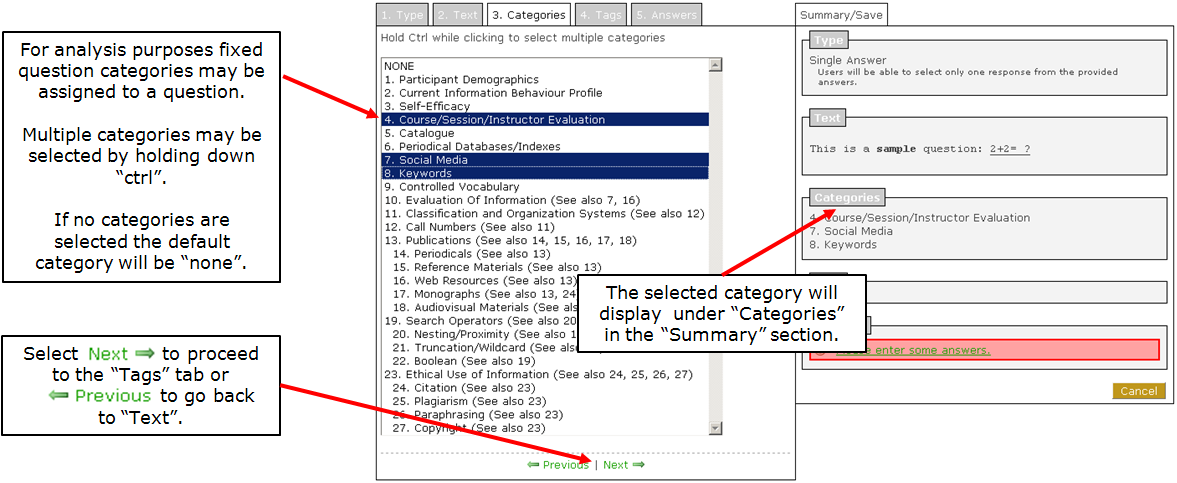 For analysis purposes fixed
question categories may be
assigned to a question.
Multiple categories may be
selected by holding down
“ctrl”.
If no categories are
selected the default
category will be “none”.
Select Next to proceed
to the “Tags” tab or
Previous to go back
to “Text”.
1. Type 2. Text 3. Categories 4. Tags 5. Answers
Hold Ctrl while clicking to select multiple categories
NONE
1. Participant Demographics
2. Current Information Behaviour Profile
3. Self-Efficacy
4. Course/Session/Instructor Evaluation
5. Catalogue
6. Periodical Databases/Indexes
7. Social Media
8. Keywords
9. Controlled Vocabulary
10. Evaluation Of Information (See also 7, 16)
11. Classification and Organization Systems (See also 12)
12. Call Numbers (See also 11)
13. Publications (See also 14, 15, 16, 17, 18)
14. Periodicals (See also 13)
15. Reference Materials (See also 13)
16. Web Resources (See also 13)
17. Monographs (See also 13, 24
18. Audiovisual Materials (See als
19. Search Operators (See also 20
20. Nesting/Proximity (See also 1
21. Truncation/Wildcard (See also
22. Boolean (See also 19)
23. Ethical Use of Information (See also 24, 25, 26, 27)
24. Citation (See also 23)
25. Plagiarism (See also 23)
26. Paraphrasing (See also 23)
27. Copyright (See also 23)
Previous | Next
Summary/Save
Type
Single Answer
Users will be able to select only one response from the provided
answers.
Text
This is a sample question: 2+2= ?
Categories
4. Course/Session/Instructor Evaluation
7. Social Media
8. Keywords
The selected category will
display under “Categories”
in the “Summary” section.
enter some answers.
Cancel